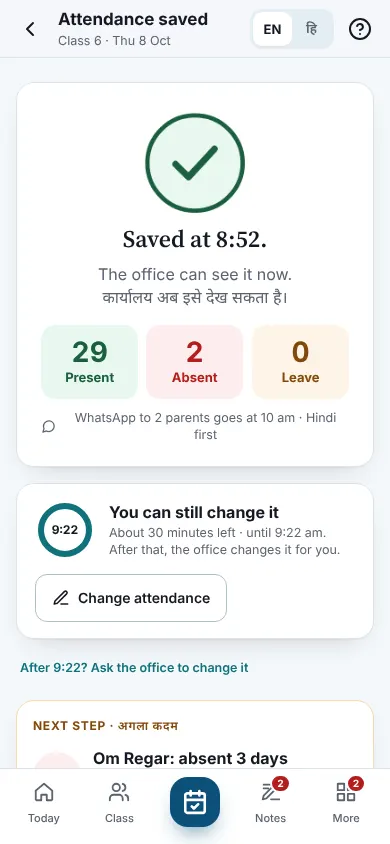 Attendance saved
Class 6 · Thu 8 Oct
EN
हि
Saved at 8:52.
The office can see it now.
कार्यालय अब इसे देख सकता है।
29
Present
2
Absent
0
Leave
WhatsApp to 2 parents goes at 10 am · Hindi
first
9:22
You can still change it
About 30 minutes left · until 9:22 am.
After that, the office changes it for you.
Change attendance
After 9:22? Ask the office to change it
NEXT STEP · अगला कदम
Om Regar: absent 3 days
Today
Class
2
Notes
2
More